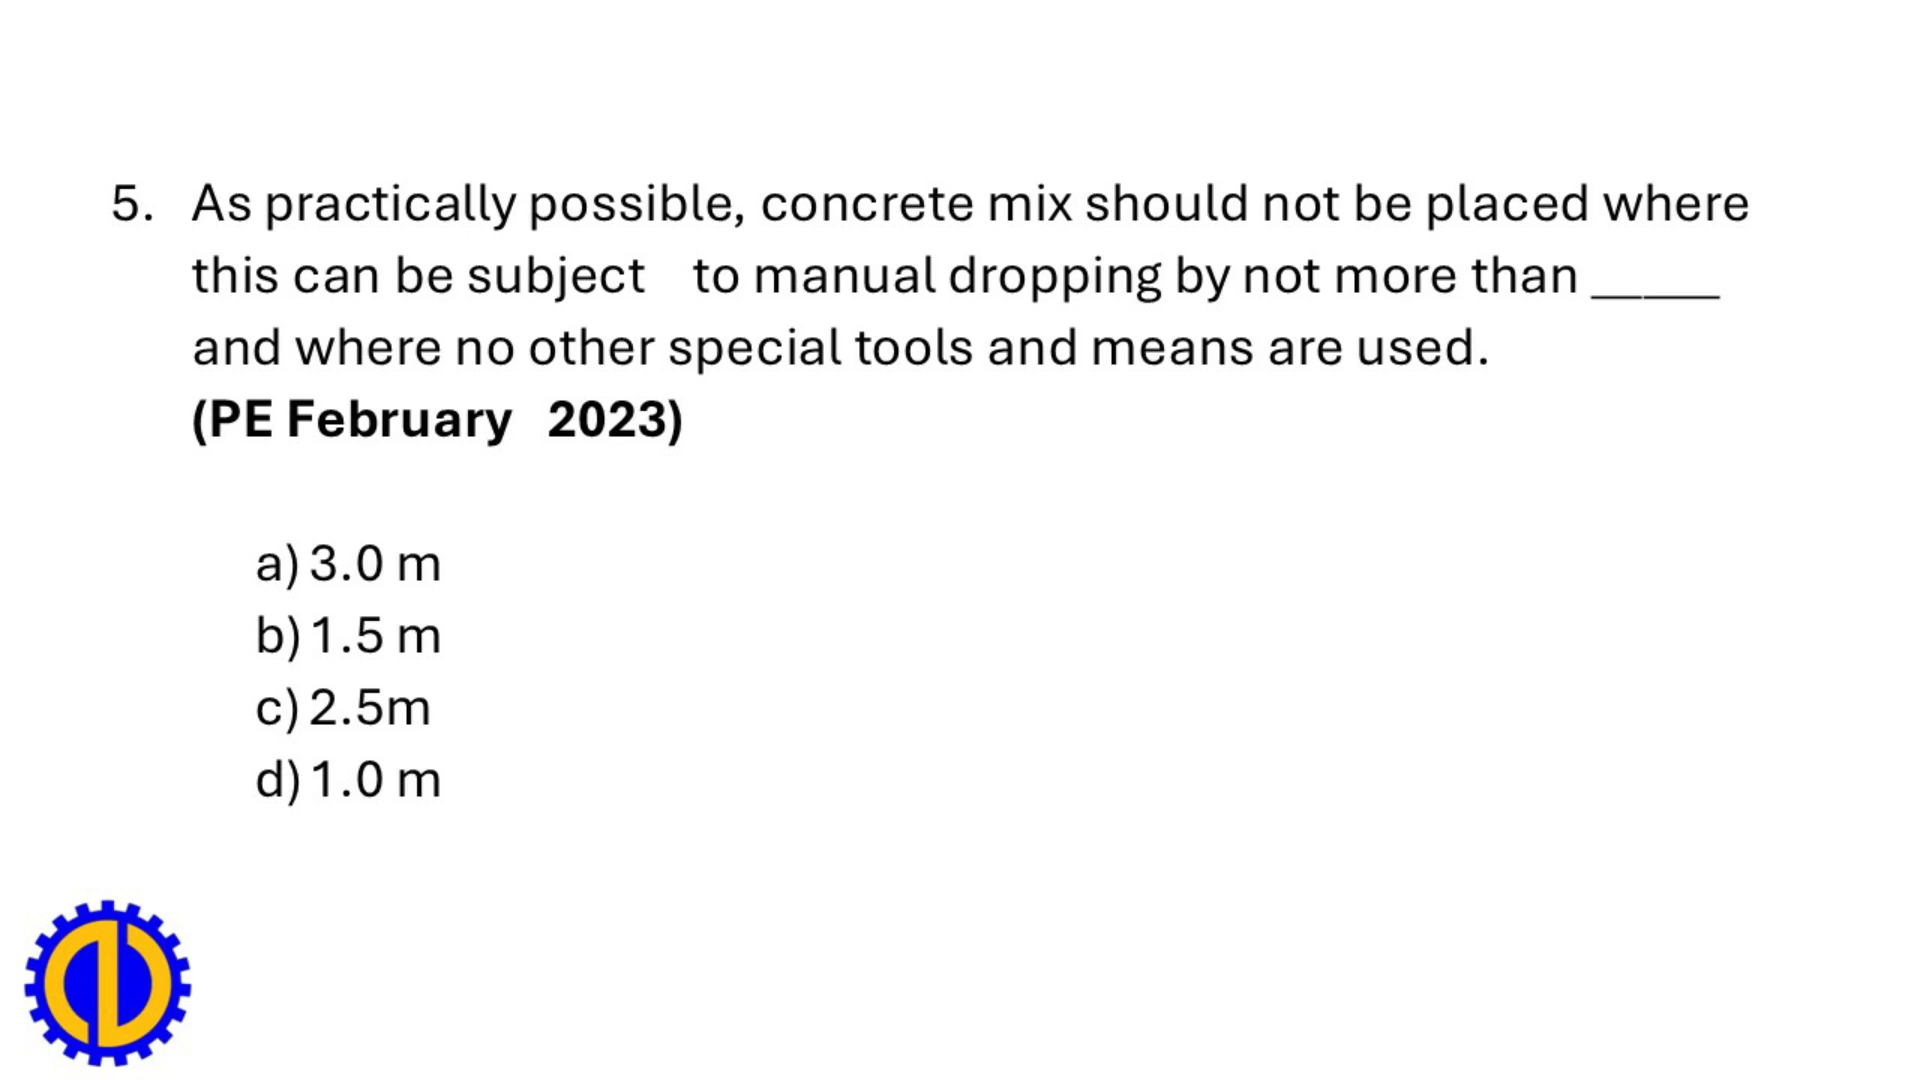 5. As practically possible, concrete mix should not be placed where
this can be subject to manual dropping by not more than _____
and where no other special tools and means are used.
(PE February 2023)
a) 3.0 m
b) 1.5 m
c) 2.5m
d) 1.0 m